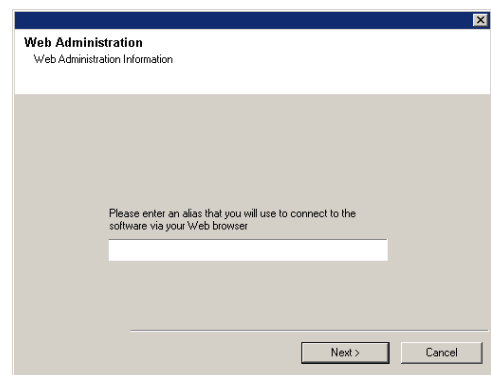 Web Administration
Web Administration Information
Please enter an alias that you will use to connect to the
software via your Web browser
Next >
Cancel